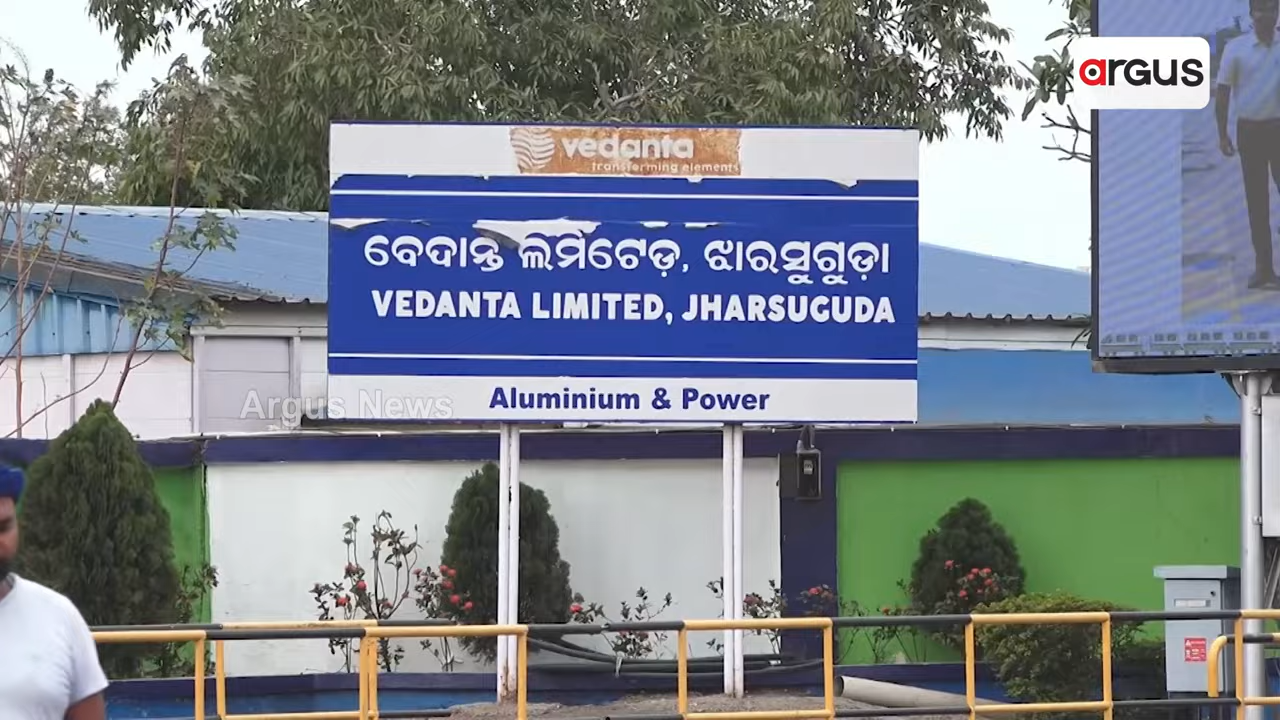 argus
vedanta
transforming elements
ବେଦାନ୍ତ ଲିମିଟେଡ଼, ଝାରସୁଗୁଡ଼ା
VEDANTA LIMITED, JHARSUGUDA
Argus News
Aluminium & Power